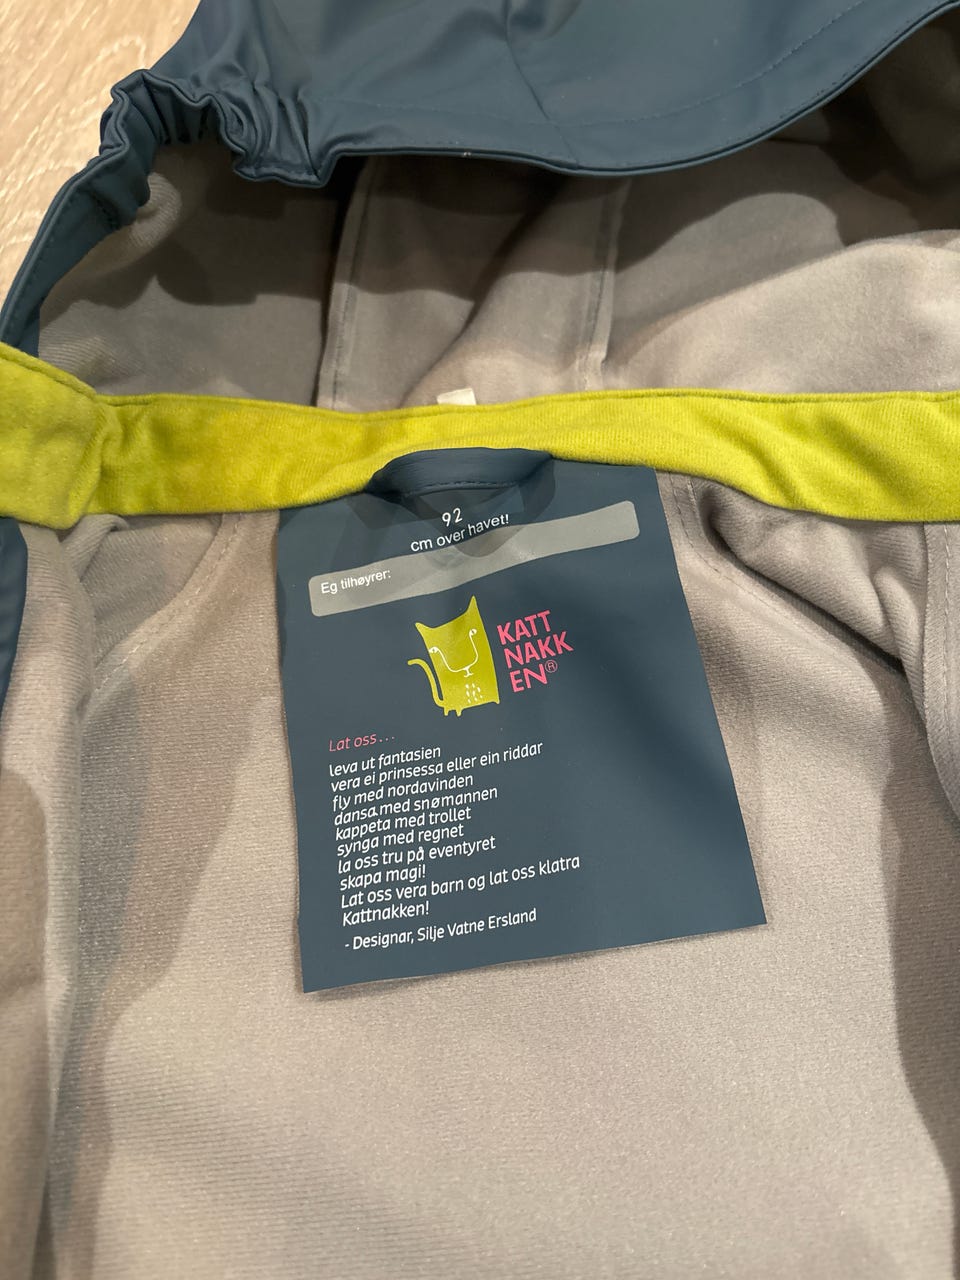 92
cm over havet!
Eg tilhøyrer:
KATT
NAKK
EN®
Lat oss...
leva ut fantasien
vera ei prinsessa eller ein riddar
fly med nordavinden
dansa med snømannen
kappeta med trollet
synga med regnet
la oss tru på eventyret
skapa magi!
Lat oss vera barn og lat oss klatra
Kattnakken!
- Designar, Silje Vatne Ersland